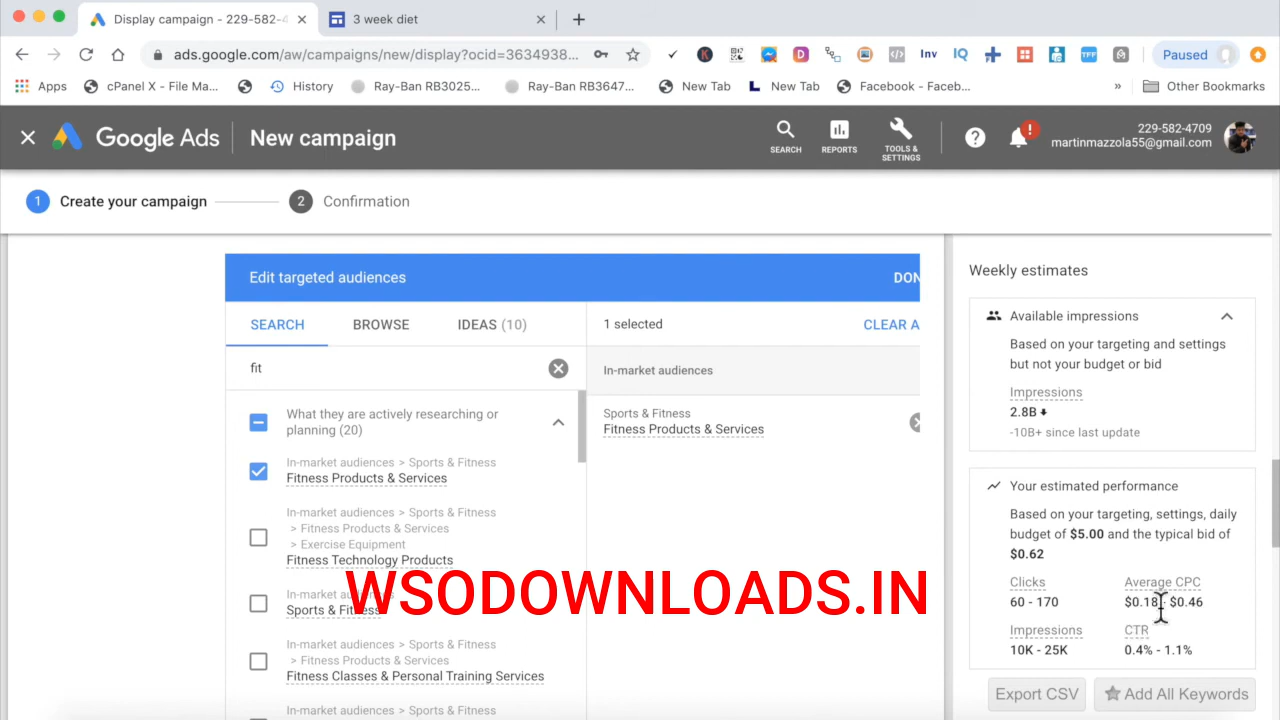 Display campaign - 229-582-4
3 week diet
ads.google.com/aw/campaigns/new/display?ocid=3634938...
Inv
IQ
TFF
Paused
Apps
cPanel X - File Ma...
History
Ray-Ban RB3025...
Ray-Ban RB3647...
New Tab
New Tab
Facebook - Faceb...
»
Other Bookmarks
Google Ads
New campaign
SEARCH
REPORTS
TOOLS &
SETTINGS
229-582-4709
martinmazzola55@gmail.com
1 Create your campaign
2 Confirmation
Edit targeted audiences
DON
SEARCH
BROWSE
IDEAS (10)
1 selected
CLEAR A
fit
In-market audiences
What they are actively researching or
planning (20)
Sports & Fitness
Fitness Products & Services
In-market audiences > Sports & Fitness
Fitness Products & Services
In-market audiences > Sports & Fitness
> Fitness Products & Services
> Exercise Equipment
Fitness Technology Products
In-market au
Sports & Fitness
In-market audiences > Sports & Fitness
> Fitness Products & Services
Fitness Classes & Personal Training Services
In-market audiences > Sports & Fitness
WSODOWNLOADS.IN
Weekly estimates
Available impressions
Based on your targeting and settings
but not your budget or bid
Impressions
2.8B
-10B+ since last update
Your estimated performance
Based on your targeting, settings, daily
budget of $5.00 and the typical bid of
$0.62
Clicks
Average CPC
60 - 170
$0.18 - $0.46
Impressions
CTR
10K - 25K
0.4% - 1.1%
Export CSV
Add All Keywords